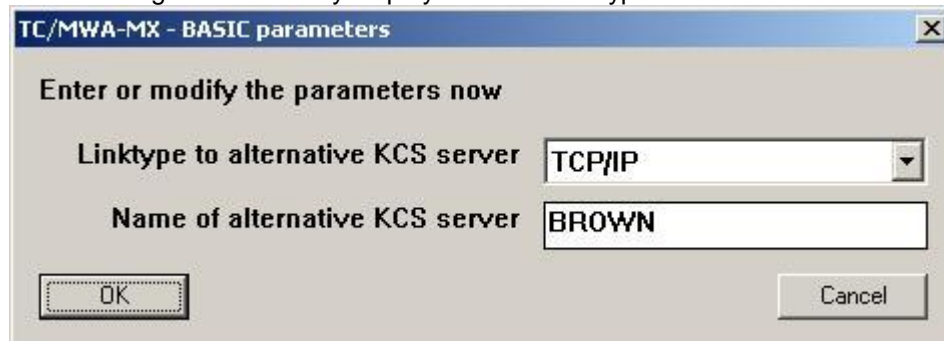 TC/MWA-MX - BASIC parameters
Enter or modify the parameters now
Linktype to alternative KCS server TCP/IP
Name of alternative KCS server BROWN
OK Cancel